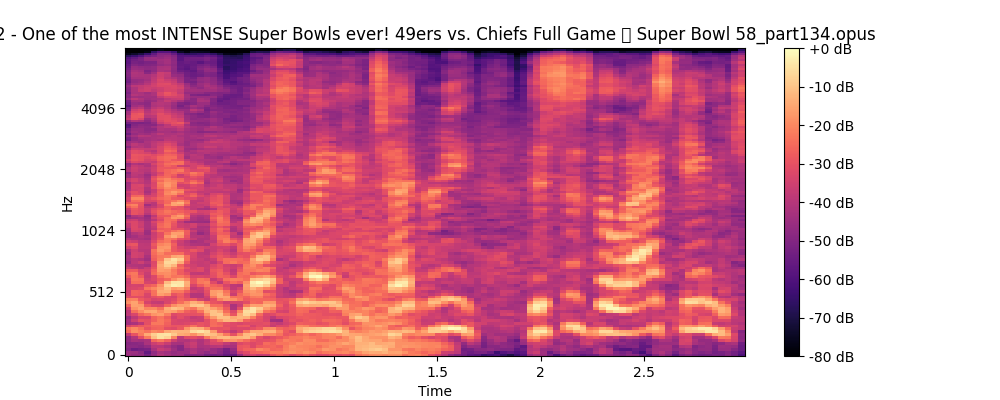 2 - One of the most INTENSE Super Bowls ever! 49ers vs. Chiefs Full Game ▯ Super Bowl 58_part134.opus
+0 dB
-10 dB
-20 dB
-30 dB
-40 dB
-50 dB
-60 dB
-70 dB
-80 dB
4096
2048
1024
512
0
Hz
0
0.5
1
1.5
2
2.5
Time